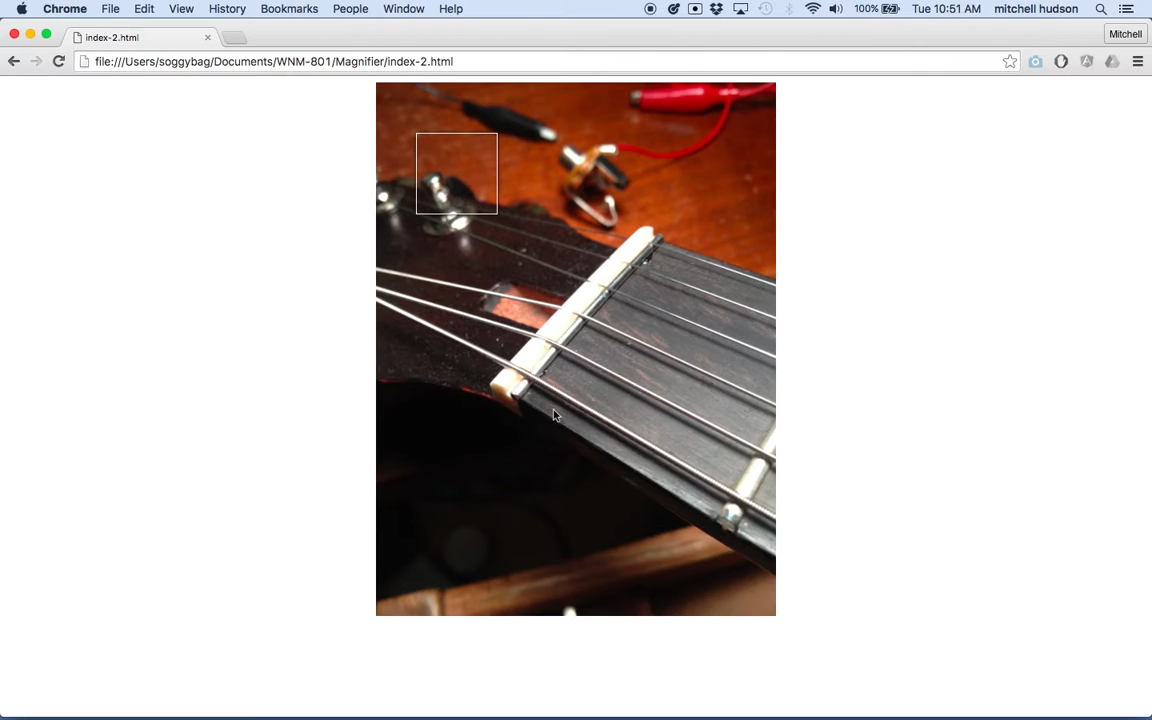 Chrome File Edit View History Bookmarks People Window Help 100% Tue 10:51 AM mitchell hudson
index-2.html Mitchell
file:///Users/soggybag/Documents/WNM-801/Magnifier/index-2.html